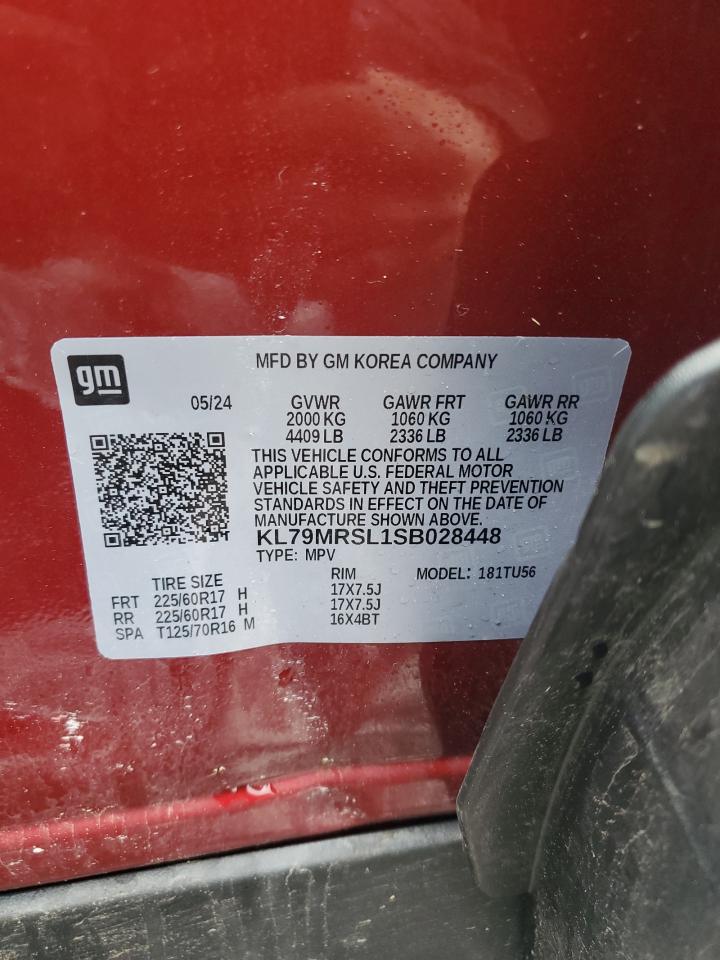 gm
MFD BY GM KOREA COMPANY
05/24 GVWR GAWR FRT GAWR RR
2000 KG 1060 KG 1060 KG
4409 LB 2336 LB 2336 LB
THIS VEHICLE CONFORMS TO ALL
APPLICABLE U.S. FEDERAL MOTOR
VEHICLE SAFETY AND THEFT PREVENTION
STANDARDS IN EFFECT ON THE DATE OF
MANUFACTURE SHOWN ABOVE.
KL79MRSL1SB028448
TYPE: MPV
TIRE SIZE RIM MODEL: 181TU56
FRT 225/60R17 H 17X7.5J
RR 225/60R17 H 17X7.5J
SPA T125/70R16 M 16X4BT